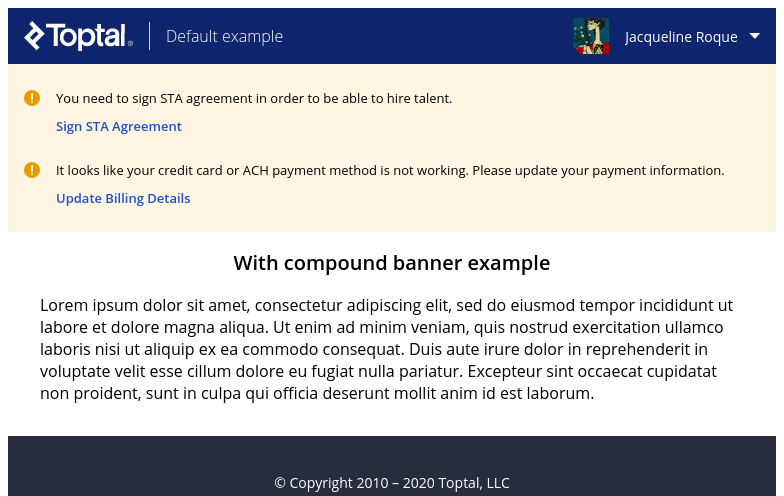 Toptal® Default example Jacqueline Roque
You need to sign STA agreement in order to be able to hire talent.
Sign STA Agreement
It looks like your credit card or ACH payment method is not working. Please update your payment information.
Update Billing Details
With compound banner example
Lorem ipsum dolor sit amet, consectetur adipiscing elit, sed do eiusmod tempor incididunt ut
labore et dolore magna aliqua. Ut enim ad minim veniam, quis nostrud exercitation ullamco
laboris nisi ut aliquip ex ea commodo consequat. Duis aute irure dolor in reprehenderit in
voluptate velit esse cillum dolore eu fugiat nulla pariatur. Excepteur sint occaecat cupidatat
non proident, sunt in culpa qui officia deserunt mollit anim id est laborum.
© Copyright 2010 – 2020 Toptal, LLC